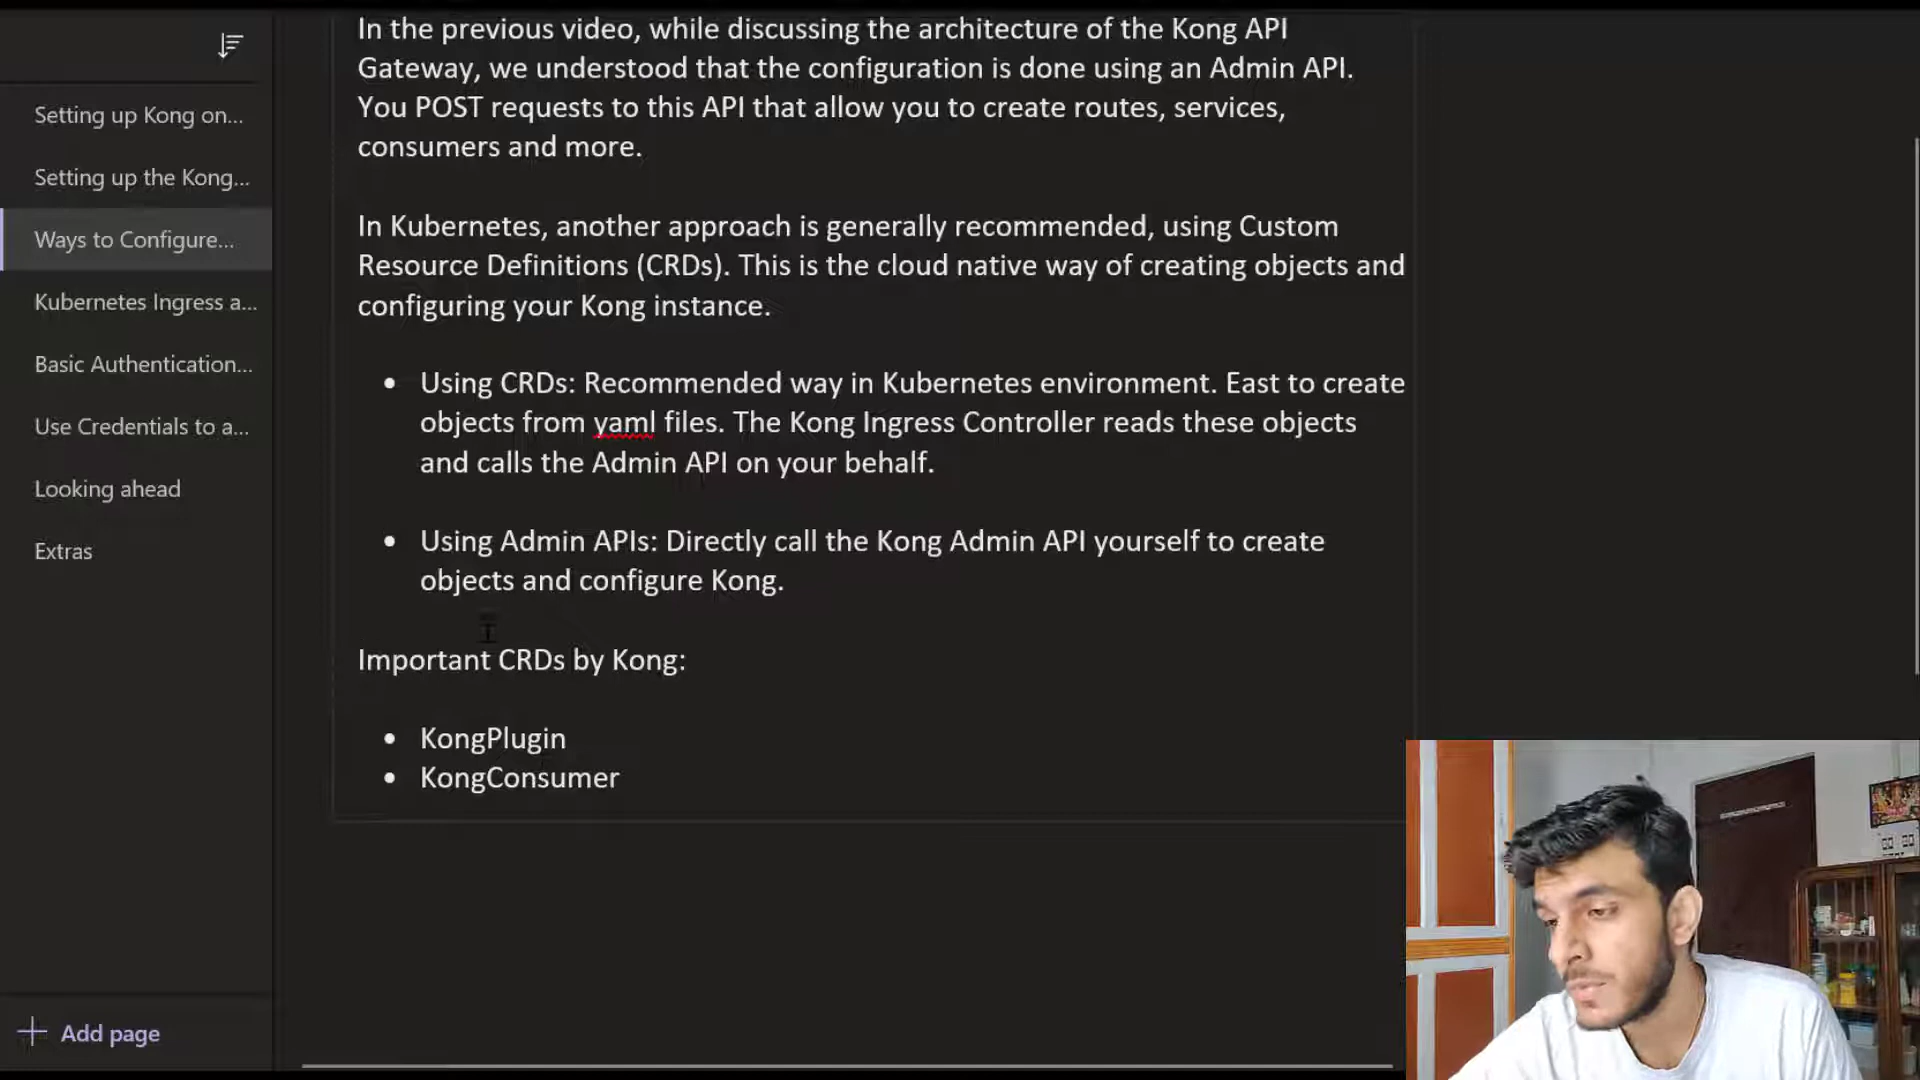 In the previous video, while discussing the architecture of the Kong API
Gateway, we understood that the configuration is done using an Admin API.
You POST requests to this API that allow you to create routes, services,
consumers and more.
In Kubernetes, another approach is generally recommended, using Custom
Resource Definitions (CRDs). This is the cloud native way of creating objects and
configuring your Kong instance.
• Using CRDs: Recommended way in Kubernetes environment. East to create
objects from yaml files. The Kong Ingress Controller reads these objects
and calls the Admin API on your behalf.
• Using Admin APIs: Directly call the Kong Admin API yourself to create
objects and configure Kong.
Important CRDs by Kong:
• KongPlugin
• KongConsumer
Setting up Kong on...
Setting up the Kong...
Ways to Configure...
Kubernetes Ingress a...
Basic Authentication...
Use Credentials to a...
Looking ahead
Extras
Add page